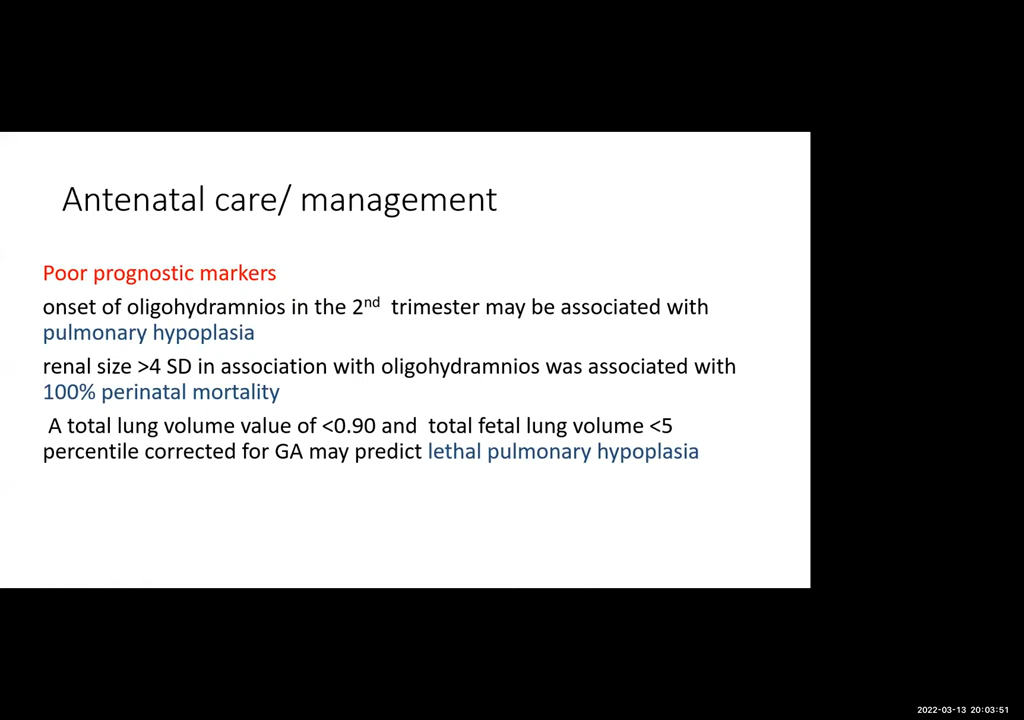 Antenatal care/ management
Poor prognostic markers
onset of oligohydramnios in the 2nd trimester may be associated with
pulmonary hypoplasia
renal size >4 SD in association with oligohydramnios was associated with
100% perinatal mortality
A total lung volume value of <0.90 and total fetal lung volume <5
percentile corrected for GA may predict lethal pulmonary hypoplasia
2022-03-13 20:03:51